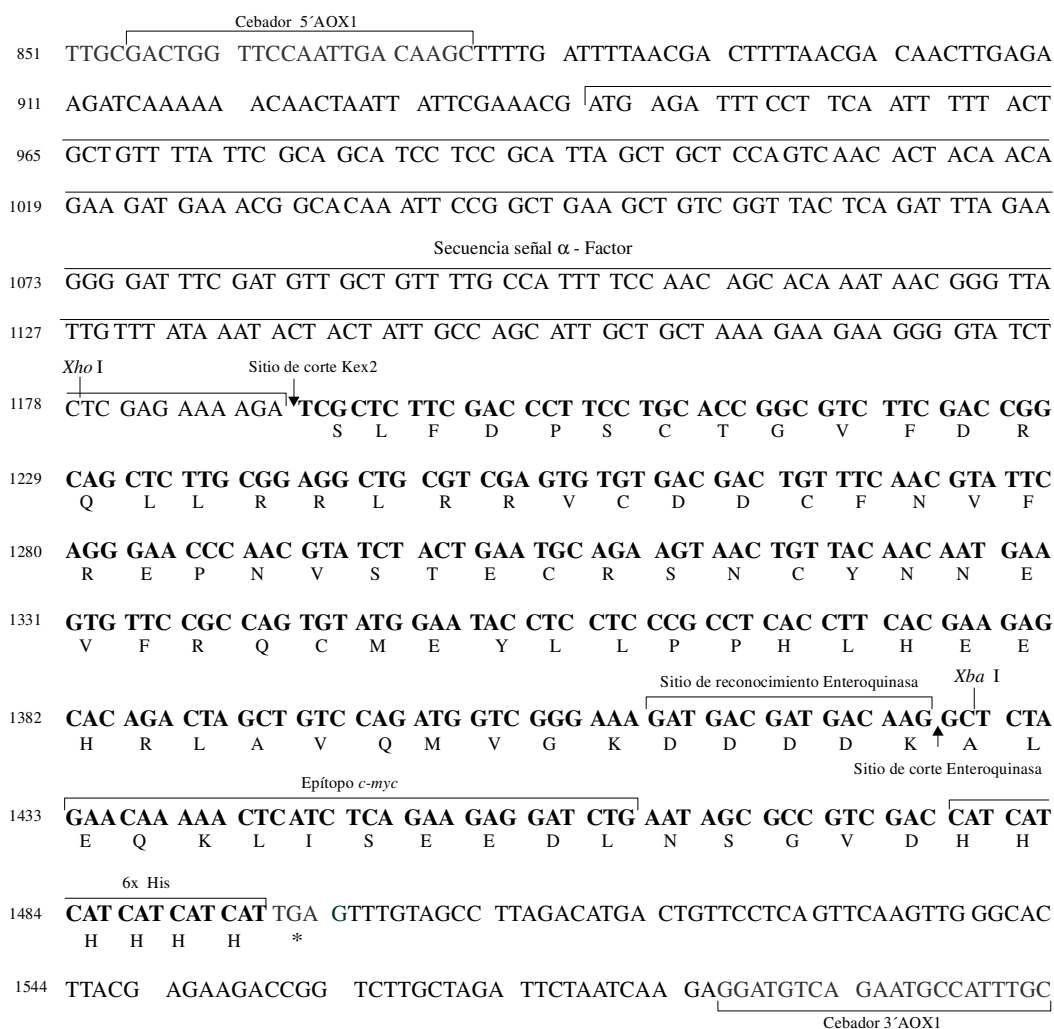 Cebador 5´AOX1
851 TTGCGACTGG TTCCAATTGA CAAGCTTTTG ATTTTAACGA CTTTTAACGA CAACTTGAGA
911 AGATCAAAAA ACAACTAATT ATTCGAAACG ATG AGA TTT CCT TCA ATT TTT ACT
965 GCT GTT TTA TTC GCA GCA TCC TCC GCA TTA GCT GCT CCA GTC AAC ACT ACA ACA
1019 GAA GAT GAA ACG GCA CAA ATT CCG GCT GAA GCT GTC GGT TAC TCA GAT TTA GAA
Secuencia señal α - Factor
1073 GGG GAT TTC GAT GTT GCT GTT TTG CCA TTT TCC AAC AGC ACA AAT AAC GGG TTA
1127 TTG TTT ATA AAT ACT ACT ATT GCC AGC ATT GCT GCT AAA GAA GAA GGG GTA TCT
Xho I Sitio de corte Kex2
1178 CTC GAG AAA AGA TCG CTC TTC GAC CCT TCC TGC ACC GGC GTC TTC GAC CGG
S L F D P S C T G V F D R
1229 CAG CTC TTG CGG AGG CTG CGT CGA GTG TGT GAC GAC TGT TTC AAC GTA TTC
Q L L R R L R R V C D D C F N V F
1280 AGG GAA CCC AAC GTA TCT ACT GAA TGC AGA AGT AAC TGT TAC AAC AAT GAA
R E P N V S T E C R S N C Y N N E
1331 GTG TTC CGC CAG TGT ATG GAA TAC CTC CTC CCG CCT CAC CTT CAC GAA GAG
V F R Q C M E Y L L P P H L H E E
Sitio de reconocimiento Enteroquinasa Xba I
1382 CAC AGA CTA GCT GTC CAG ATG GTC GGG AAA GAT GAC GAT GAC AAG GCT CTA
H R L A V Q M V G K D D D D K A L
Sitio de corte Enteroquinasa
Epítopo c-myc
1433 GAA CAA AAA CTC ATC TCA GAA GAG GAT CTG AAT AGC GCC GTC GAC CAT CAT
E Q K L I S E E D L N S G V D H H
6x His
1484 CAT CAT CAT CAT TGA GTTTGTAGCC TTAGACATGA CTGTTCCTCA GTTCAAGTTG GGCAC
H H H H *
1544 TTACG AGAAGACCGG TCTTGCTAGA TTCTAATCAA GAGGATGTCA GAATGCCATTTGC
Cebador 3´AOX1